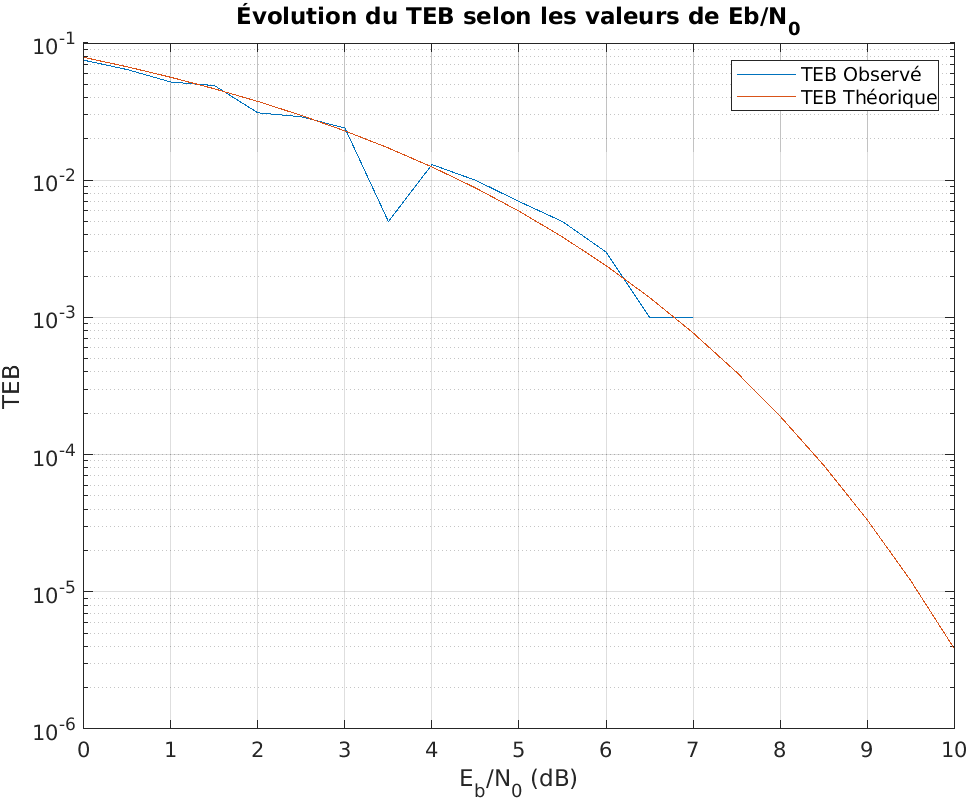 Évolution du TEB selon les valeurs de Eb/N₀
TEB Observé
TEB Théorique
10⁻¹
10⁻²
10⁻³
10⁻⁴
10⁻⁵
10⁻⁶
TEB
0 1 2 3 4 5 6 7 8 9 10
E_b/N₀ (dB)